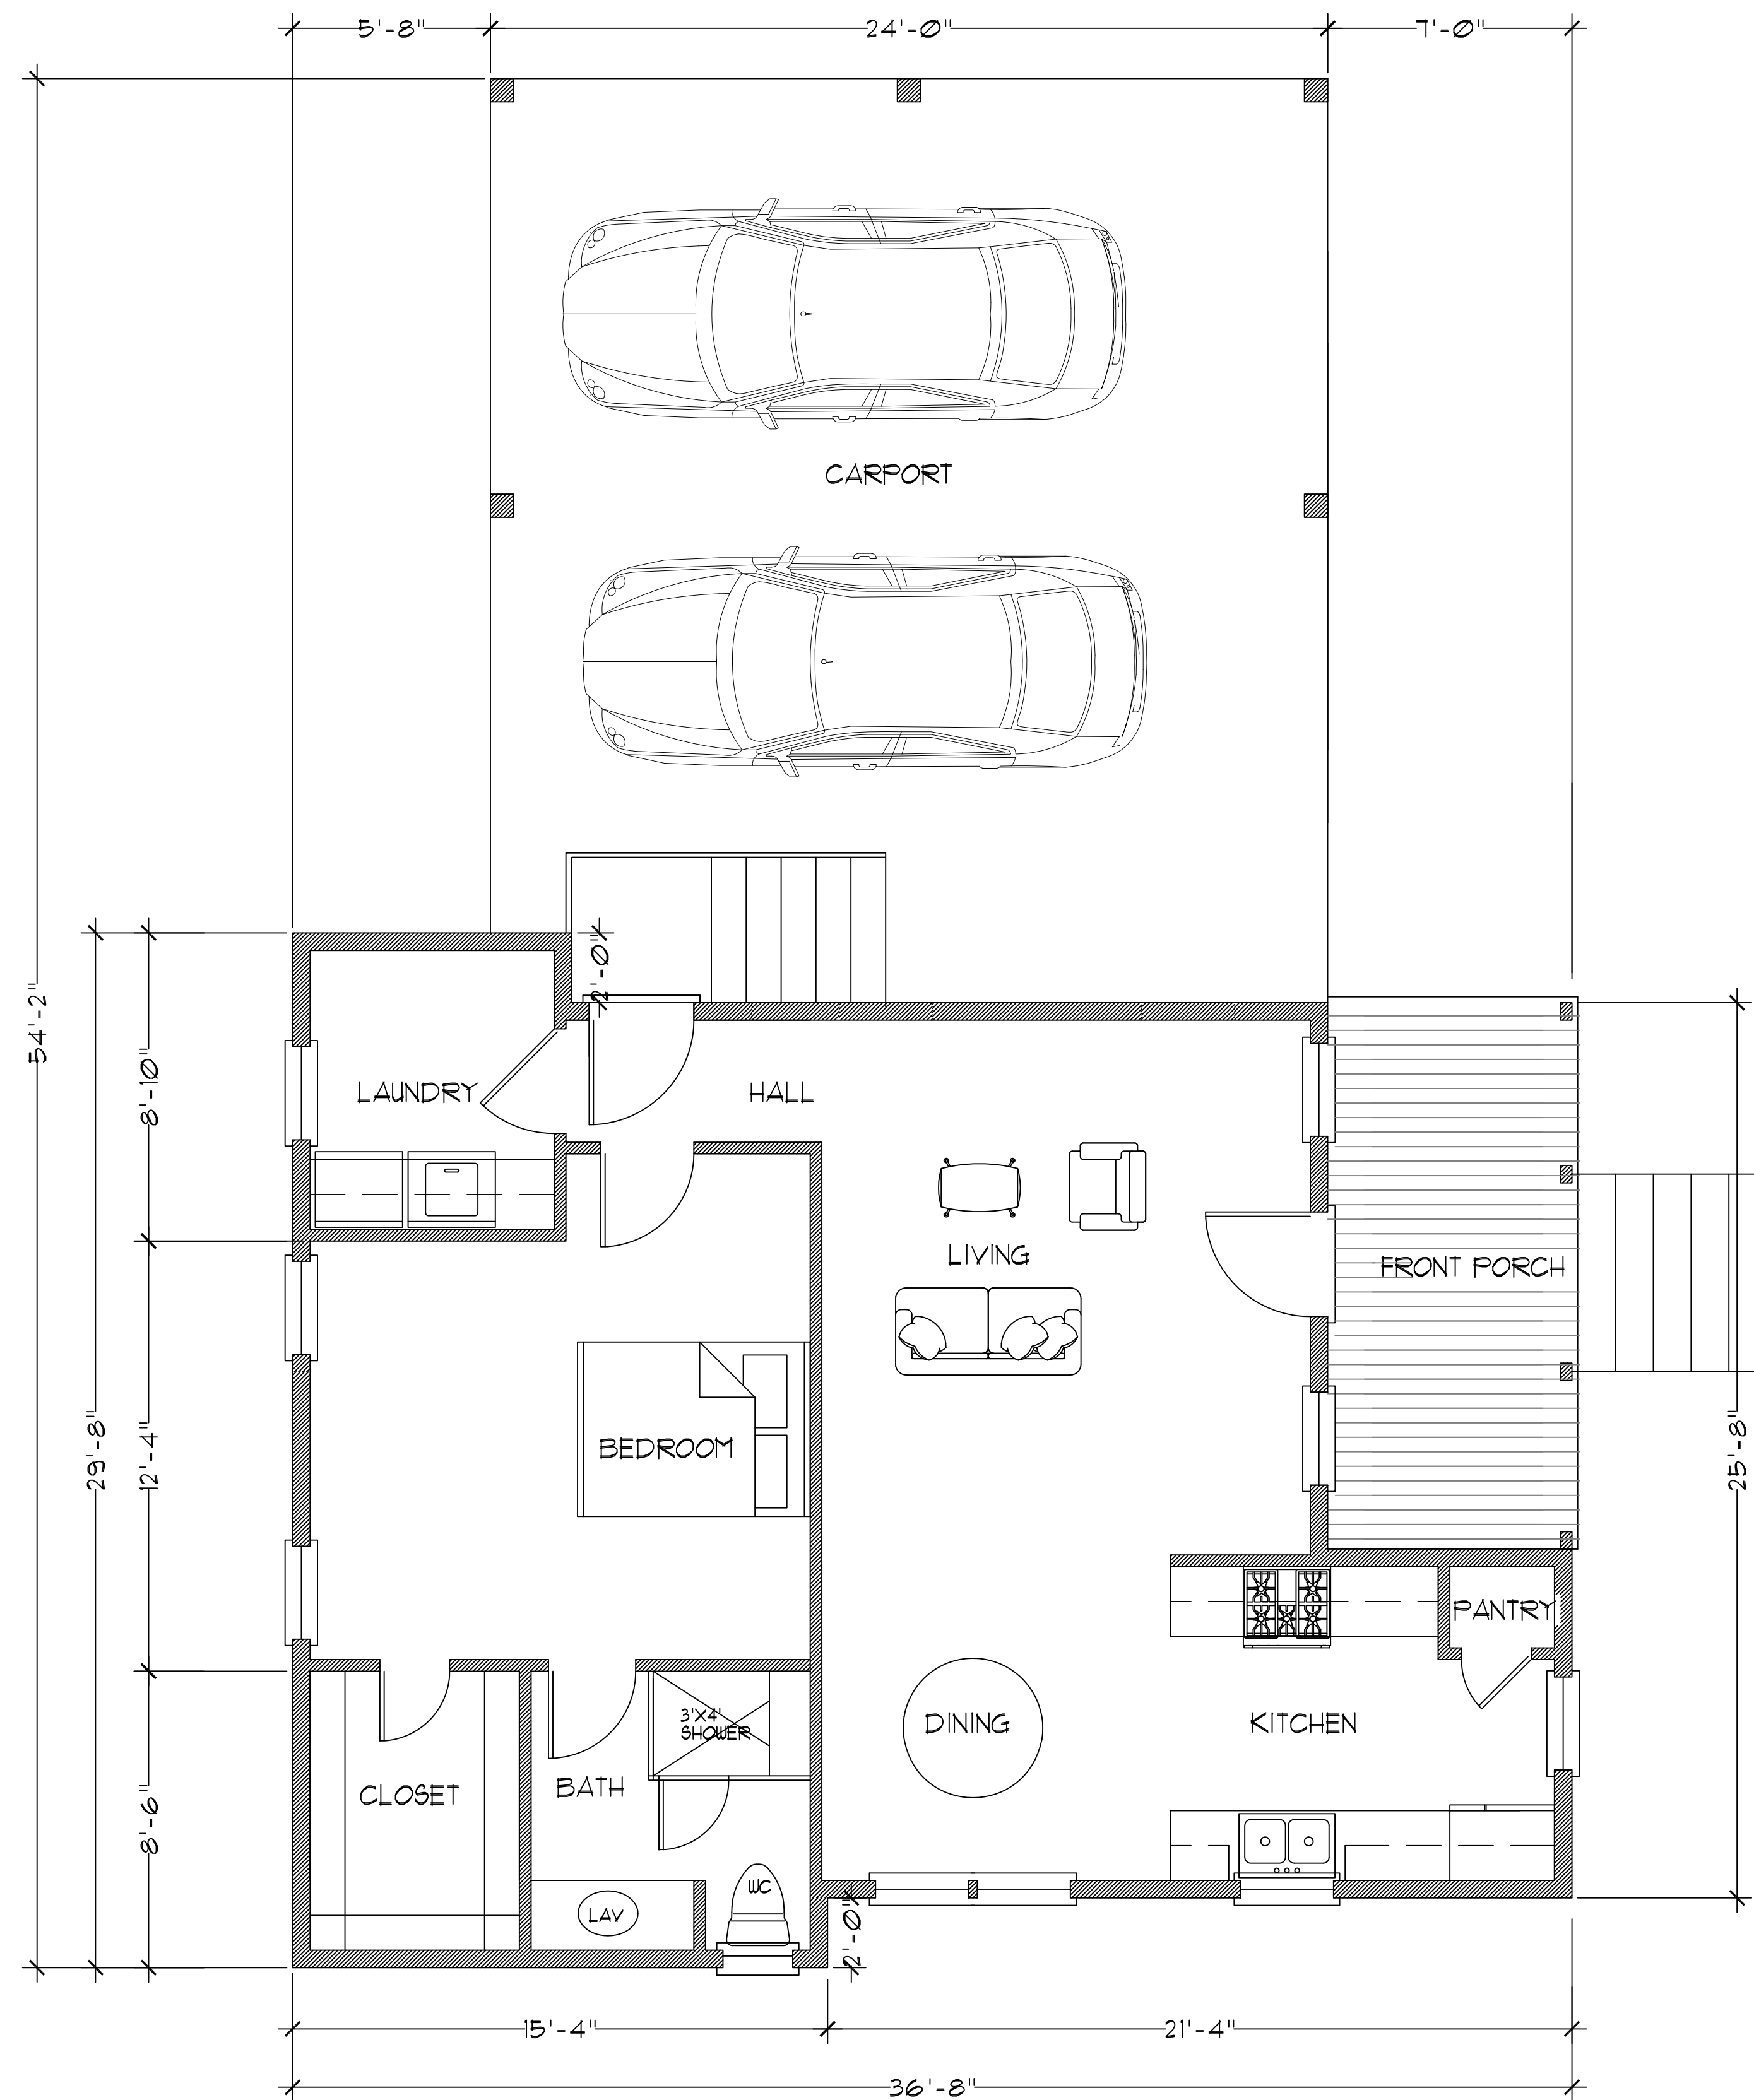 5'-8"
24'-0"
7'-0"
CARPORT
54'-2"
2'-0"
8'-10"
LAUNDRY
HALL
LIVING
FRONT PORCH
29'-8"
12'-4"
BEDROOM
25'-8"
PANTRY
3'X4'
SHOWER
DINING
KITCHEN
8'-6"
CLOSET
BATH
WC
LAV
2'-0"
15'-4"
21'-4"
36'-8"